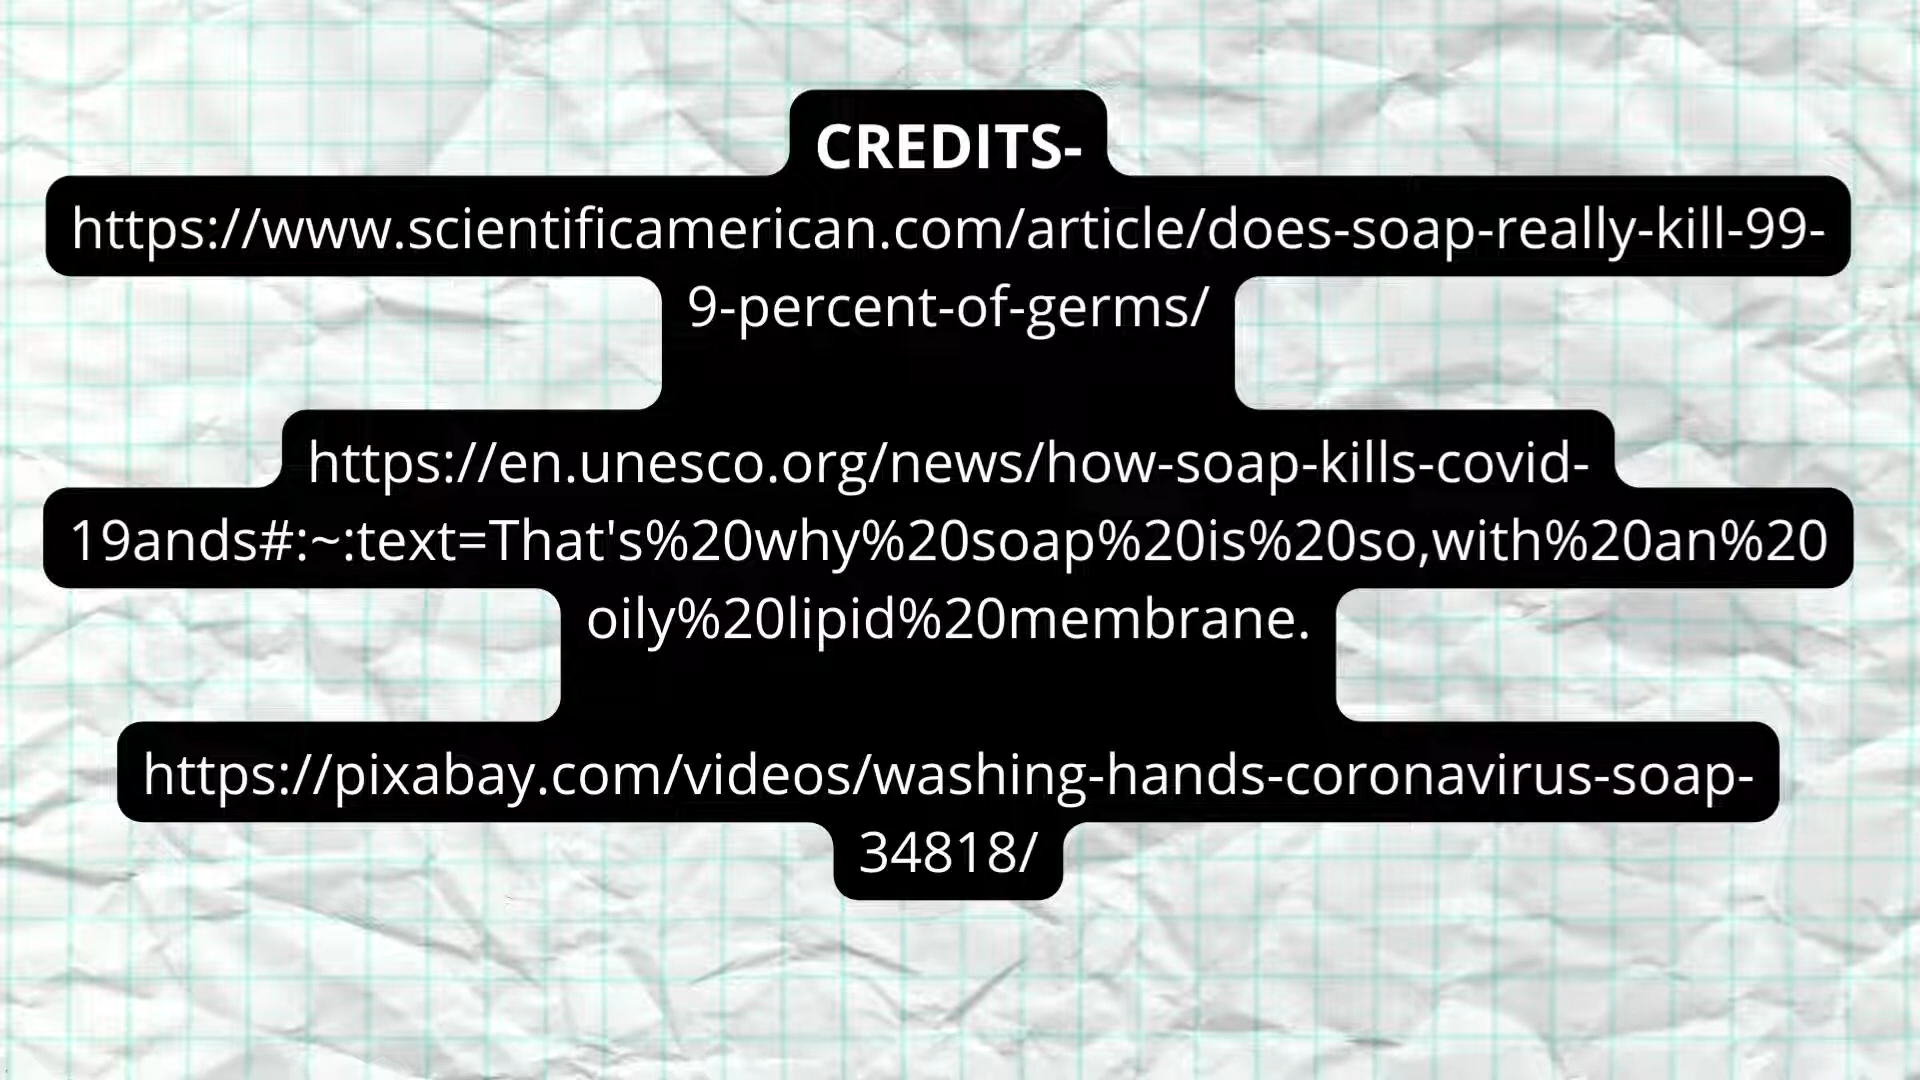 CREDITS-
https://www.scientificamerican.com/article/does-soap-really-kill-99-
9-percent-of-germs/
https://en.unesco.org/news/how-soap-kills-covid-
19ands#:~:text=That's%20why%20soap%20is%20so,with%20an%20
oily%20lipid%20membrane.
https://pixabay.com/videos/washing-hands-coronavirus-soap-
34818/